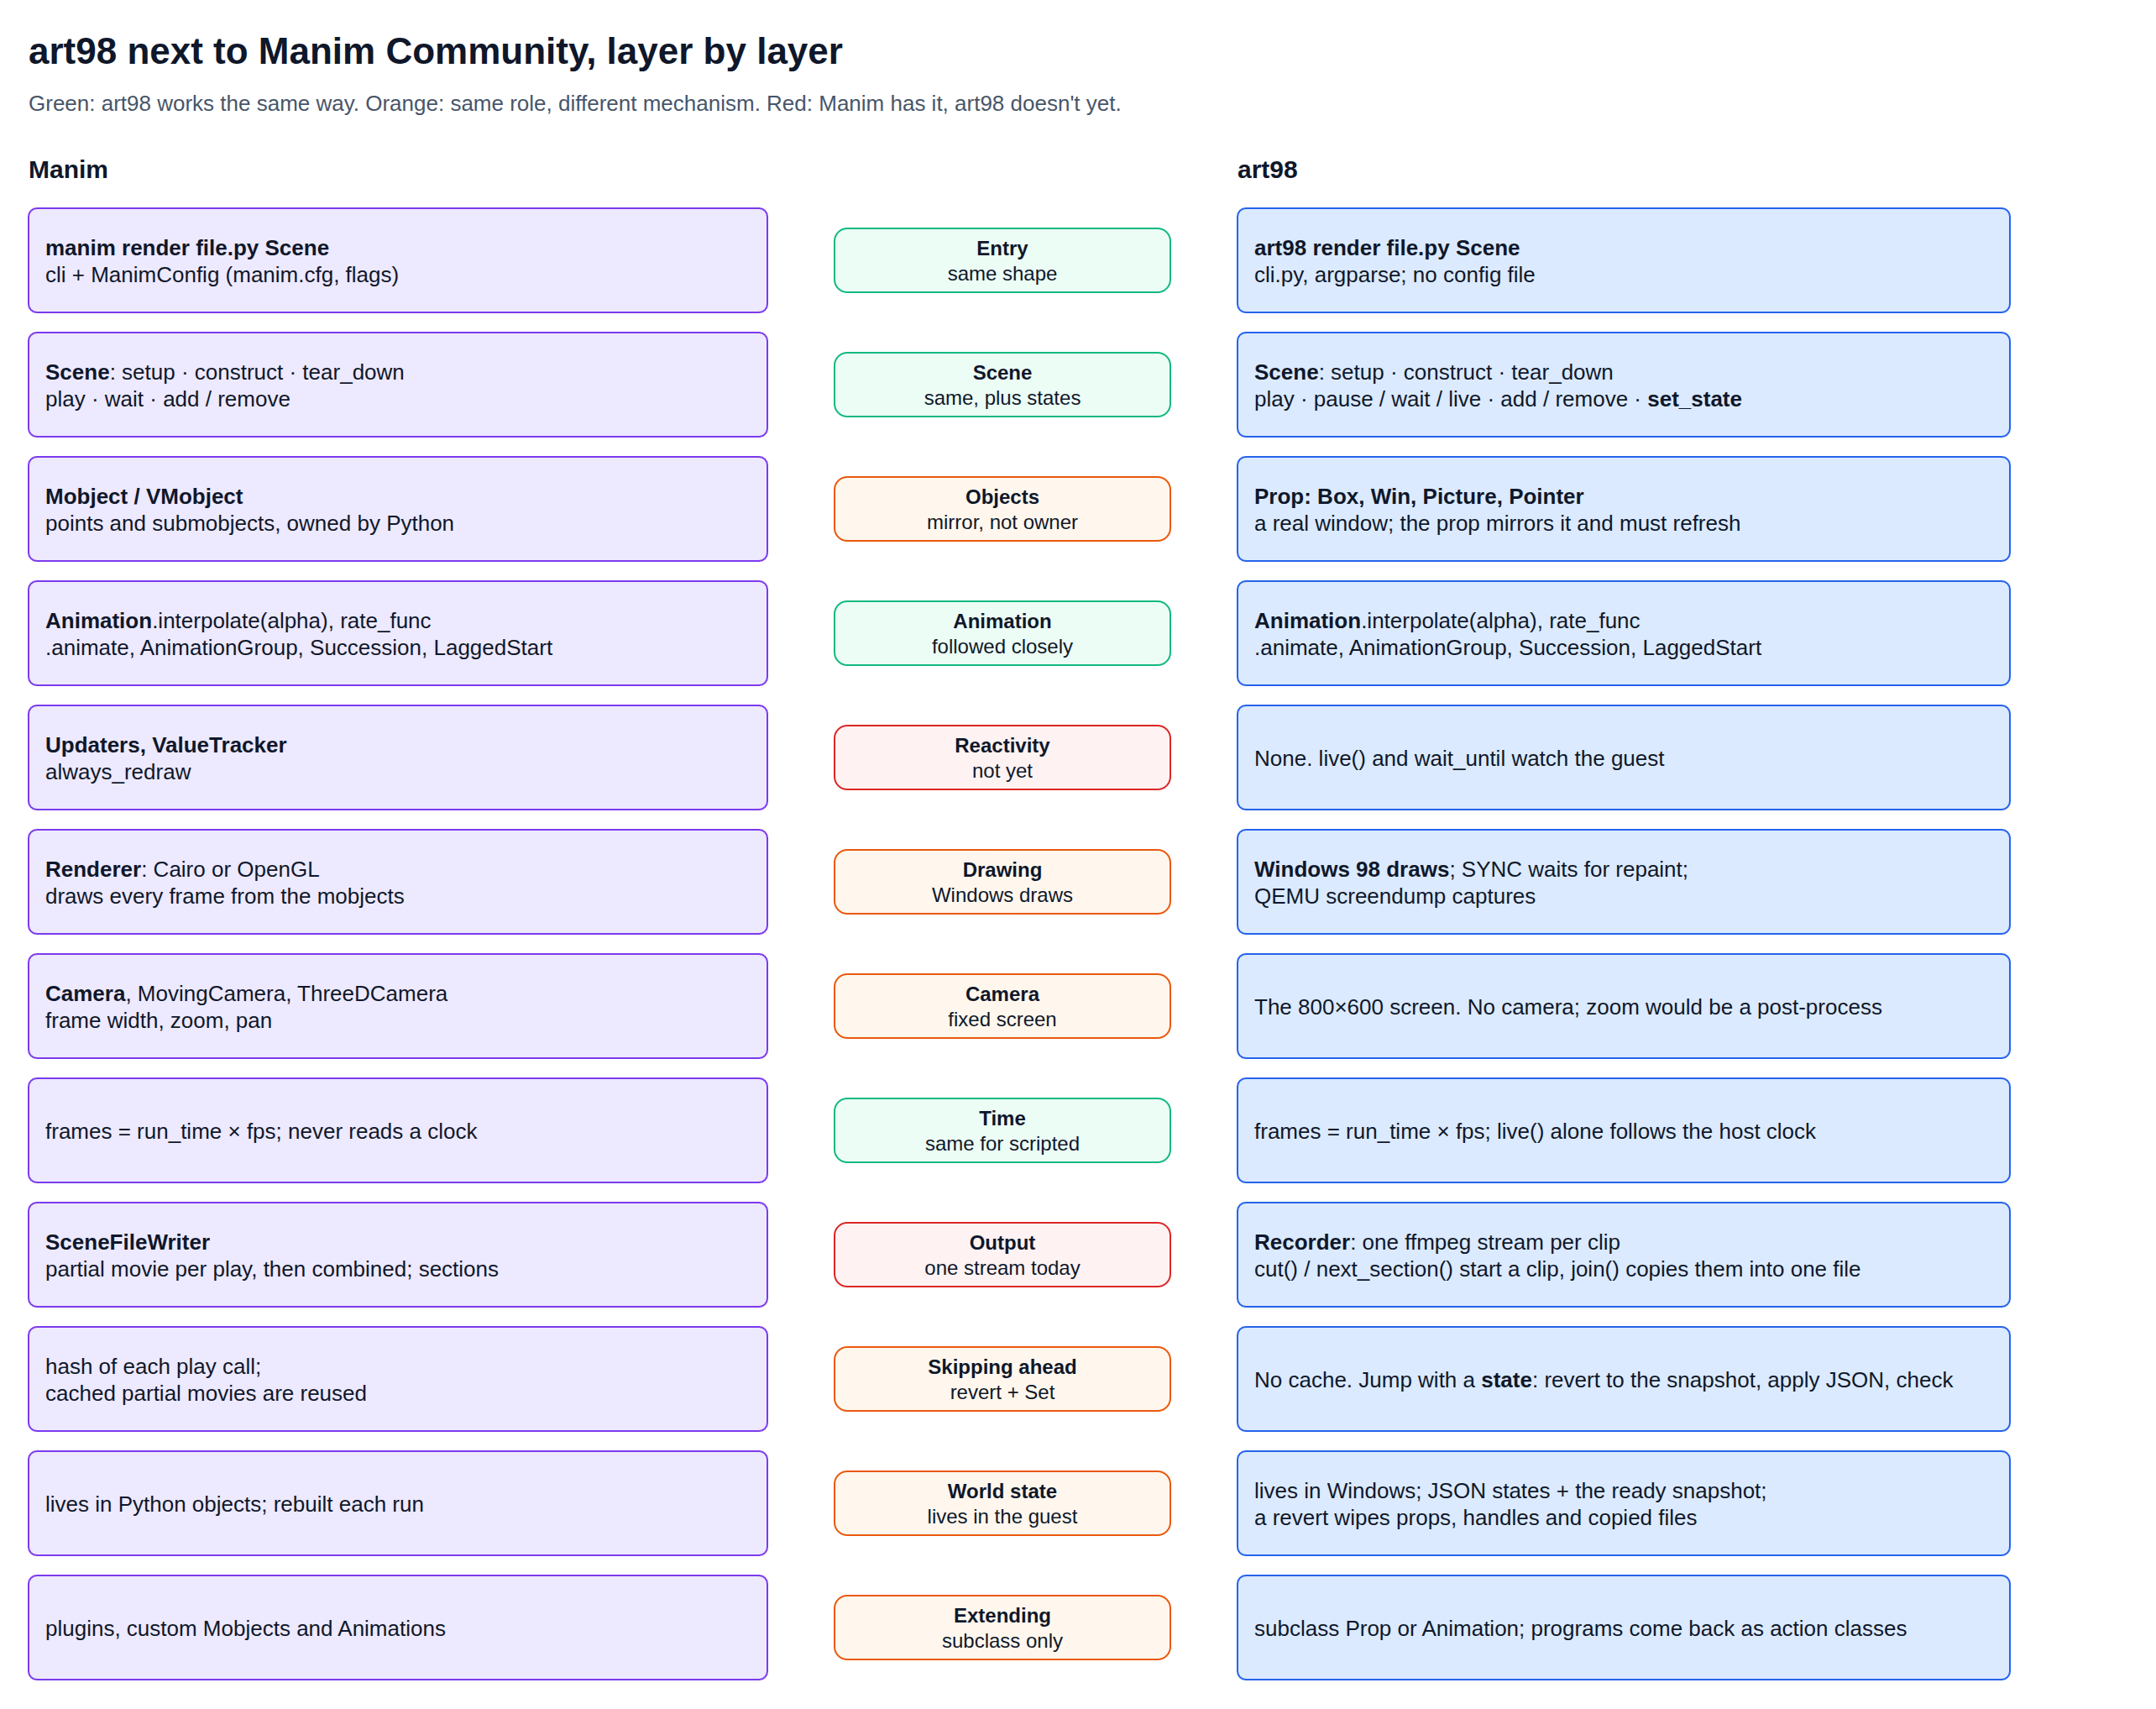 art98 next to Manim Community, layer by layer
Green: art98 works the same way. Orange: same role, different mechanism. Red: Manim has it, art98 doesn't yet.
Manim
art98
manim render file.py Scene
cli + ManimConfig (manim.cfg, flags)
Entry
same shape
art98 render file.py Scene
cli.py, argparse; no config file
Scene: setup · construct · tear_down
play · wait · add / remove
Scene
same, plus states
Scene: setup · construct · tear_down
play · pause / wait / live · add / remove · set_state
Mobject / VMobject
points and submobjects, owned by Python
Objects
mirror, not owner
Prop: Box, Win, Picture, Pointer
a real window; the prop mirrors it and must refresh
Animation.interpolate(alpha), rate_func
.animate, AnimationGroup, Succession, LaggedStart
Animation
followed closely
Animation.interpolate(alpha), rate_func
.animate, AnimationGroup, Succession, LaggedStart
Updaters, ValueTracker
always_redraw
Reactivity
not yet
None. live() and wait_until watch the guest
Renderer: Cairo or OpenGL
draws every frame from the mobjects
Drawing
Windows draws
Windows 98 draws; SYNC waits for repaint;
QEMU screendump captures
Camera, MovingCamera, ThreeDCamera
frame width, zoom, pan
Camera
fixed screen
The 800×600 screen. No camera; zoom would be a post-process
frames = run_time × fps; never reads a clock
Time
same for scripted
frames = run_time × fps; live() alone follows the host clock
SceneFileWriter
partial movie per play, then combined; sections
Output
one stream today
Recorder: one ffmpeg stream per clip
cut() / next_section() start a clip, join() copies them into one file
hash of each play call;
cached partial movies are reused
Skipping ahead
revert + Set
No cache. Jump with a state: revert to the snapshot, apply JSON, check
lives in Python objects; rebuilt each run
World state
lives in the guest
lives in Windows; JSON states + the ready snapshot;
a revert wipes props, handles and copied files
plugins, custom Mobjects and Animations
Extending
subclass only
subclass Prop or Animation; programs come back as action classes